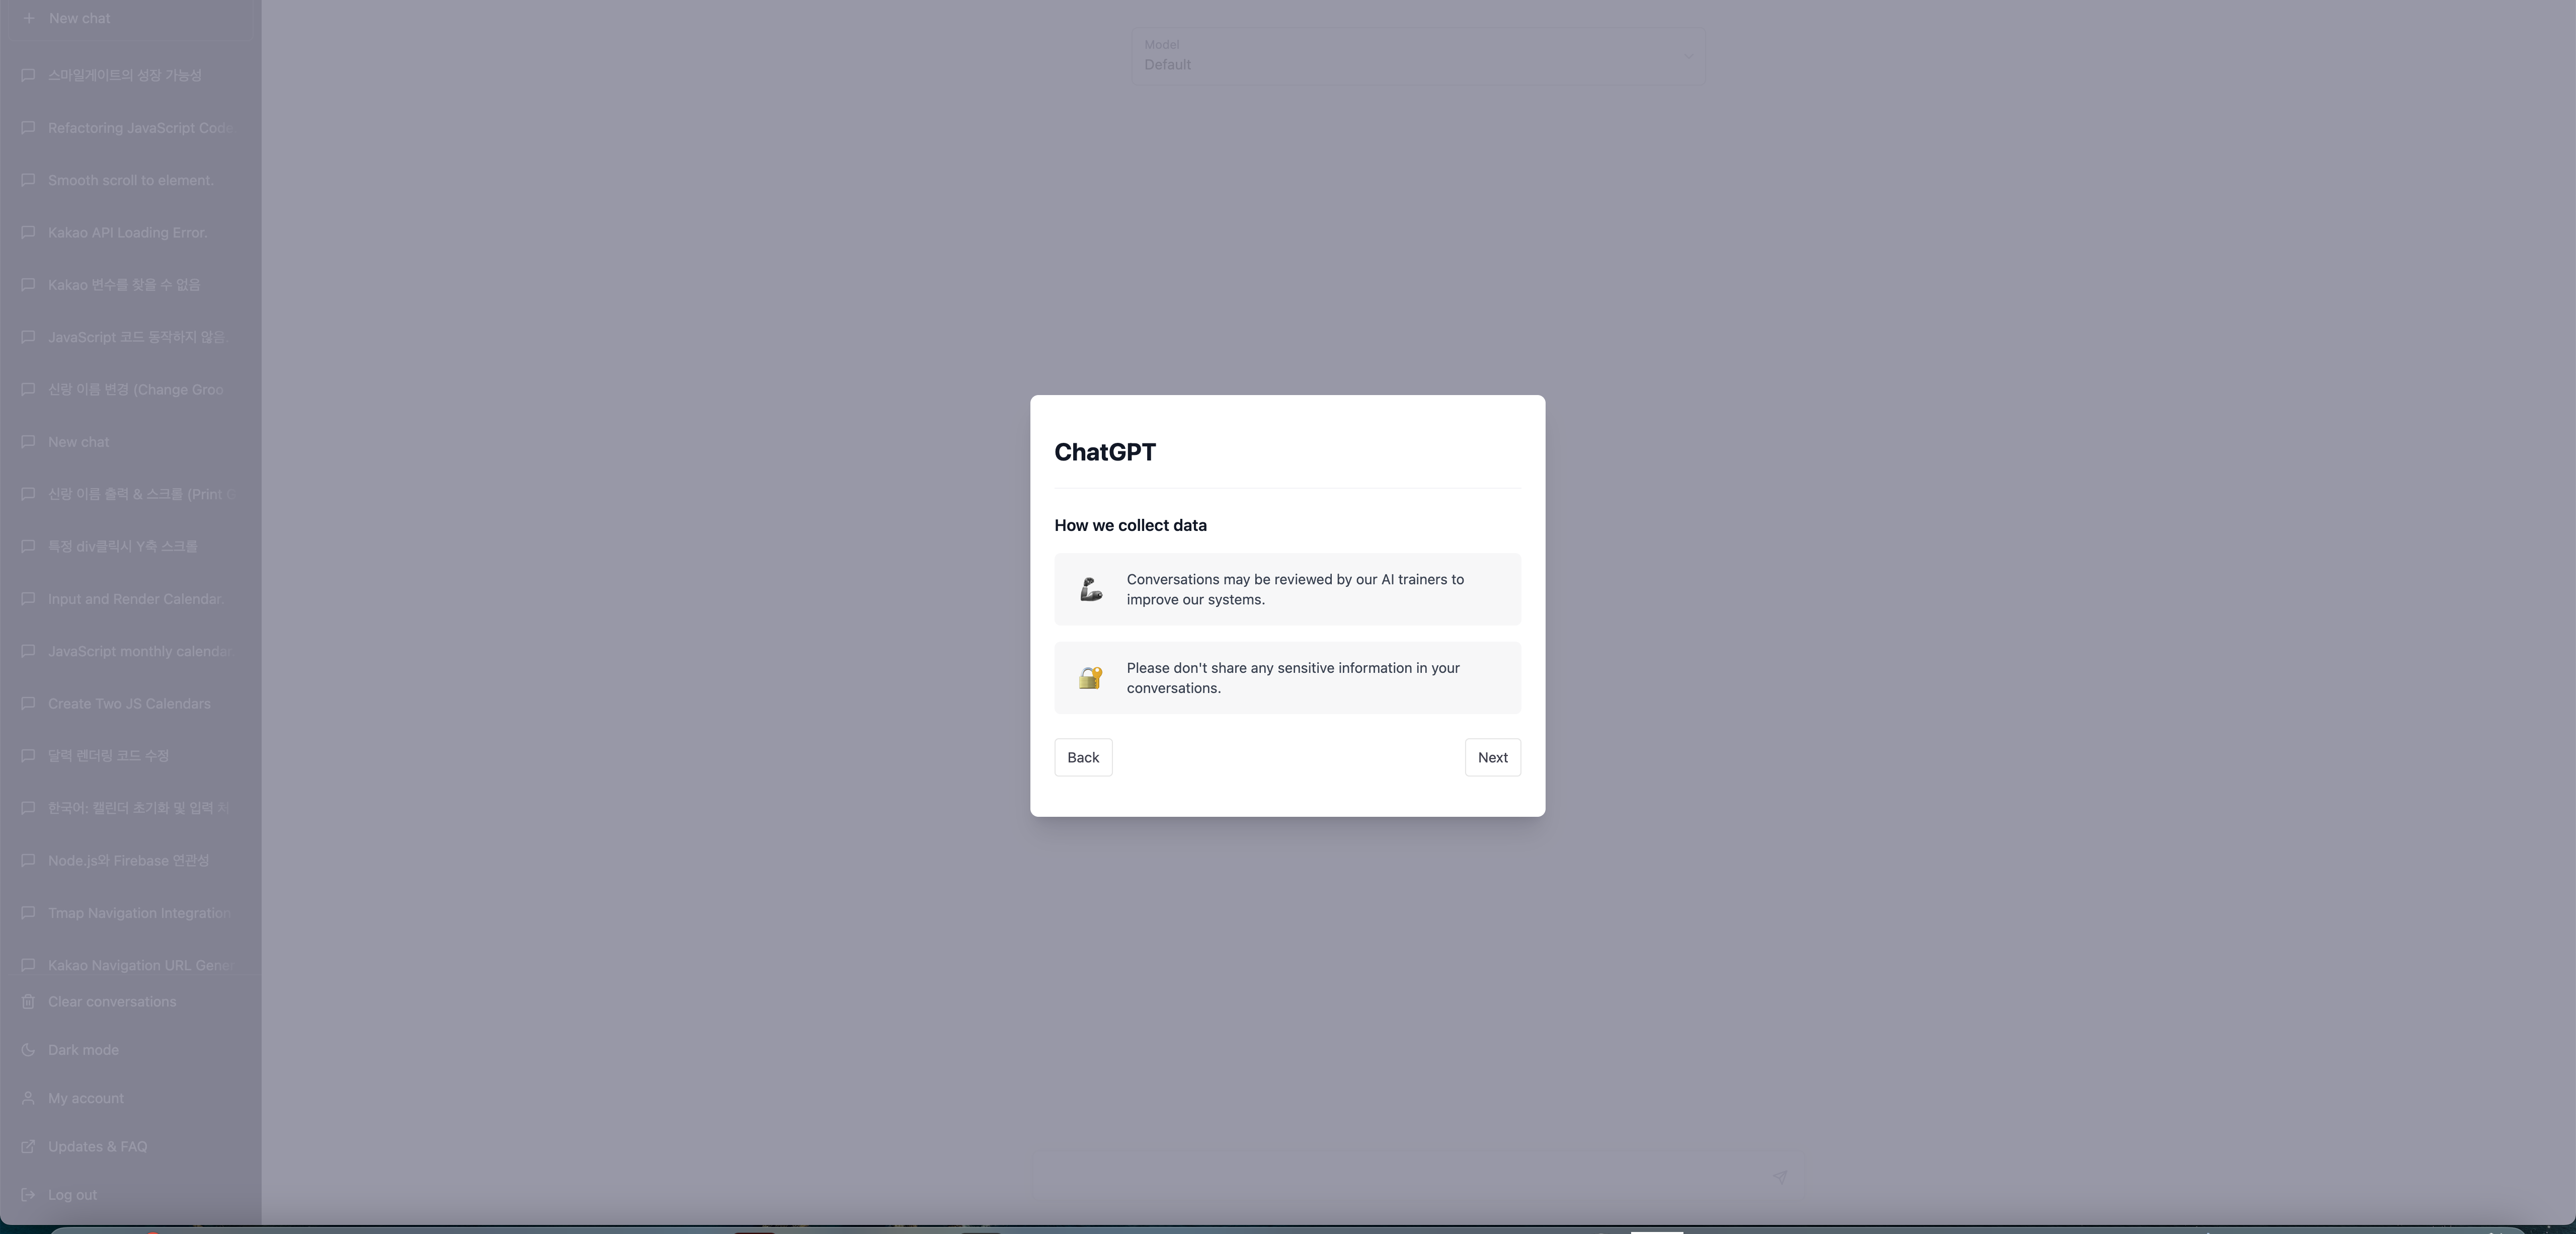 New chat
스마일게이트의 성장 가능성
Refactoring JavaScript Code
Smooth scroll to element.
Kakao API Loading Error.
Kakao 변수를 찾을 수 없음
JavaScript 코드 동작하지 않음.
신랑 이름 변경 (Change Groo
New chat
신랑 이름 출력 & 스크롤 (Print G
특정 div클릭시 Y축 스크롤
Input and Render Calendar.
JavaScript monthly calendar
Create Two JS Calendars
달력 렌더링 코드 수정
한국어: 캘린더 초기화 및 입력 처
Node.js와 Firebase 연관성
Tmap Navigation Integration
Kakao Navigation URL Gener
Clear conversations
Dark mode
My account
Updates & FAQ
Log out
Model
Default
ChatGPT
How we collect data
Conversations may be reviewed by our AI trainers to
improve our systems.
Please don't share any sensitive information in your
conversations.
Back
Next